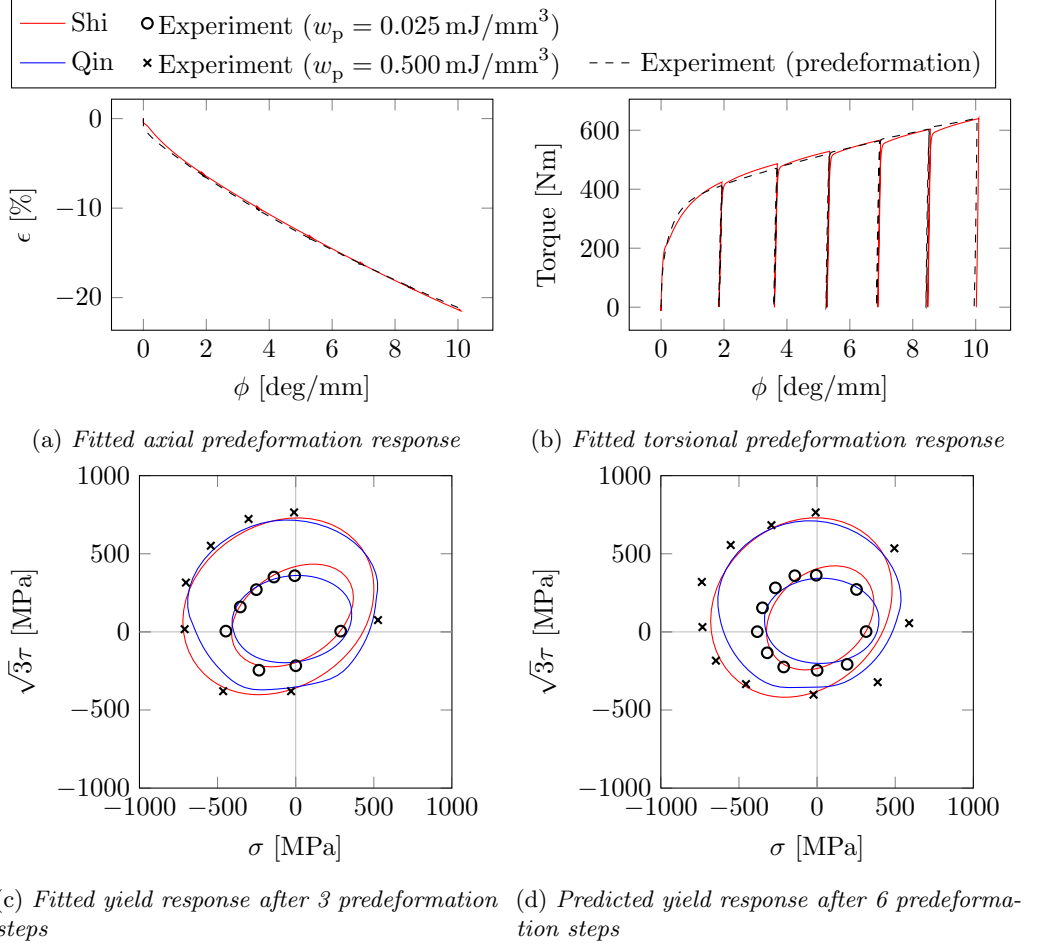 Shi
Experiment (w_p = 0.025 mJ/mm^3)
Qin
Experiment (w_p = 0.500 mJ/mm^3)
Experiment (predeformation)
0
−10
−20
ϵ [%]
0 2 4 6 8 10
ϕ [deg/mm]
(a) Fitted axial predeformation response
600
400
200
0
Torque [Nm]
0 2 4 6 8 10
ϕ [deg/mm]
(b) Fitted torsional predeformation response
1000
500
0
−500
−1000
√3τ [MPa]
−1000 −500 0 500 1000
σ [MPa]
(c) Fitted yield response after 3 predeformation
steps
1000
500
0
−500
−1000
√3τ [MPa]
−1000 −500 0 500 1000
σ [MPa]
(d) Predicted yield response after 6 predeforma-
tion steps